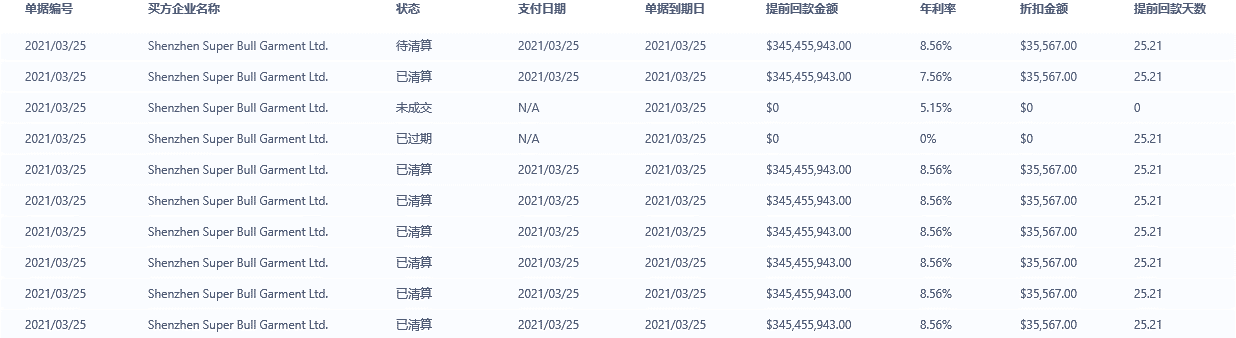 单据编号 买方企业名称 状态 支付日期 单据到期日 提前回款金额 年利率 折扣金额 提前回款天数
2021/03/25 Shenzhen Super Bull Garment Ltd. 待清算 2021/03/25 2021/03/25 $345,455,943.00 8.56% $35,567.00 25.21
2021/03/25 Shenzhen Super Bull Garment Ltd. 已清算 2021/03/25 2021/03/25 $345,455,943.00 7.56% $35,567.00 25.21
2021/03/25 Shenzhen Super Bull Garment Ltd. 未成交 N/A 2021/03/25 $0 5.15% $0 0
2021/03/25 Shenzhen Super Bull Garment Ltd. 已过期 N/A 2021/03/25 $0 0% $0 25.21
2021/03/25 Shenzhen Super Bull Garment Ltd. 已清算 2021/03/25 2021/03/25 $345,455,943.00 8.56% $35,567.00 25.21
2021/03/25 Shenzhen Super Bull Garment Ltd. 已清算 2021/03/25 2021/03/25 $345,455,943.00 8.56% $35,567.00 25.21
2021/03/25 Shenzhen Super Bull Garment Ltd. 已清算 2021/03/25 2021/03/25 $345,455,943.00 8.56% $35,567.00 25.21
2021/03/25 Shenzhen Super Bull Garment Ltd. 已清算 2021/03/25 2021/03/25 $345,455,943.00 8.56% $35,567.00 25.21
2021/03/25 Shenzhen Super Bull Garment Ltd. 已清算 2021/03/25 2021/03/25 $345,455,943.00 8.56% $35,567.00 25.21
2021/03/25 Shenzhen Super Bull Garment Ltd. 已清算 2021/03/25 2021/03/25 $345,455,943.00 8.56% $35,567.00 25.21